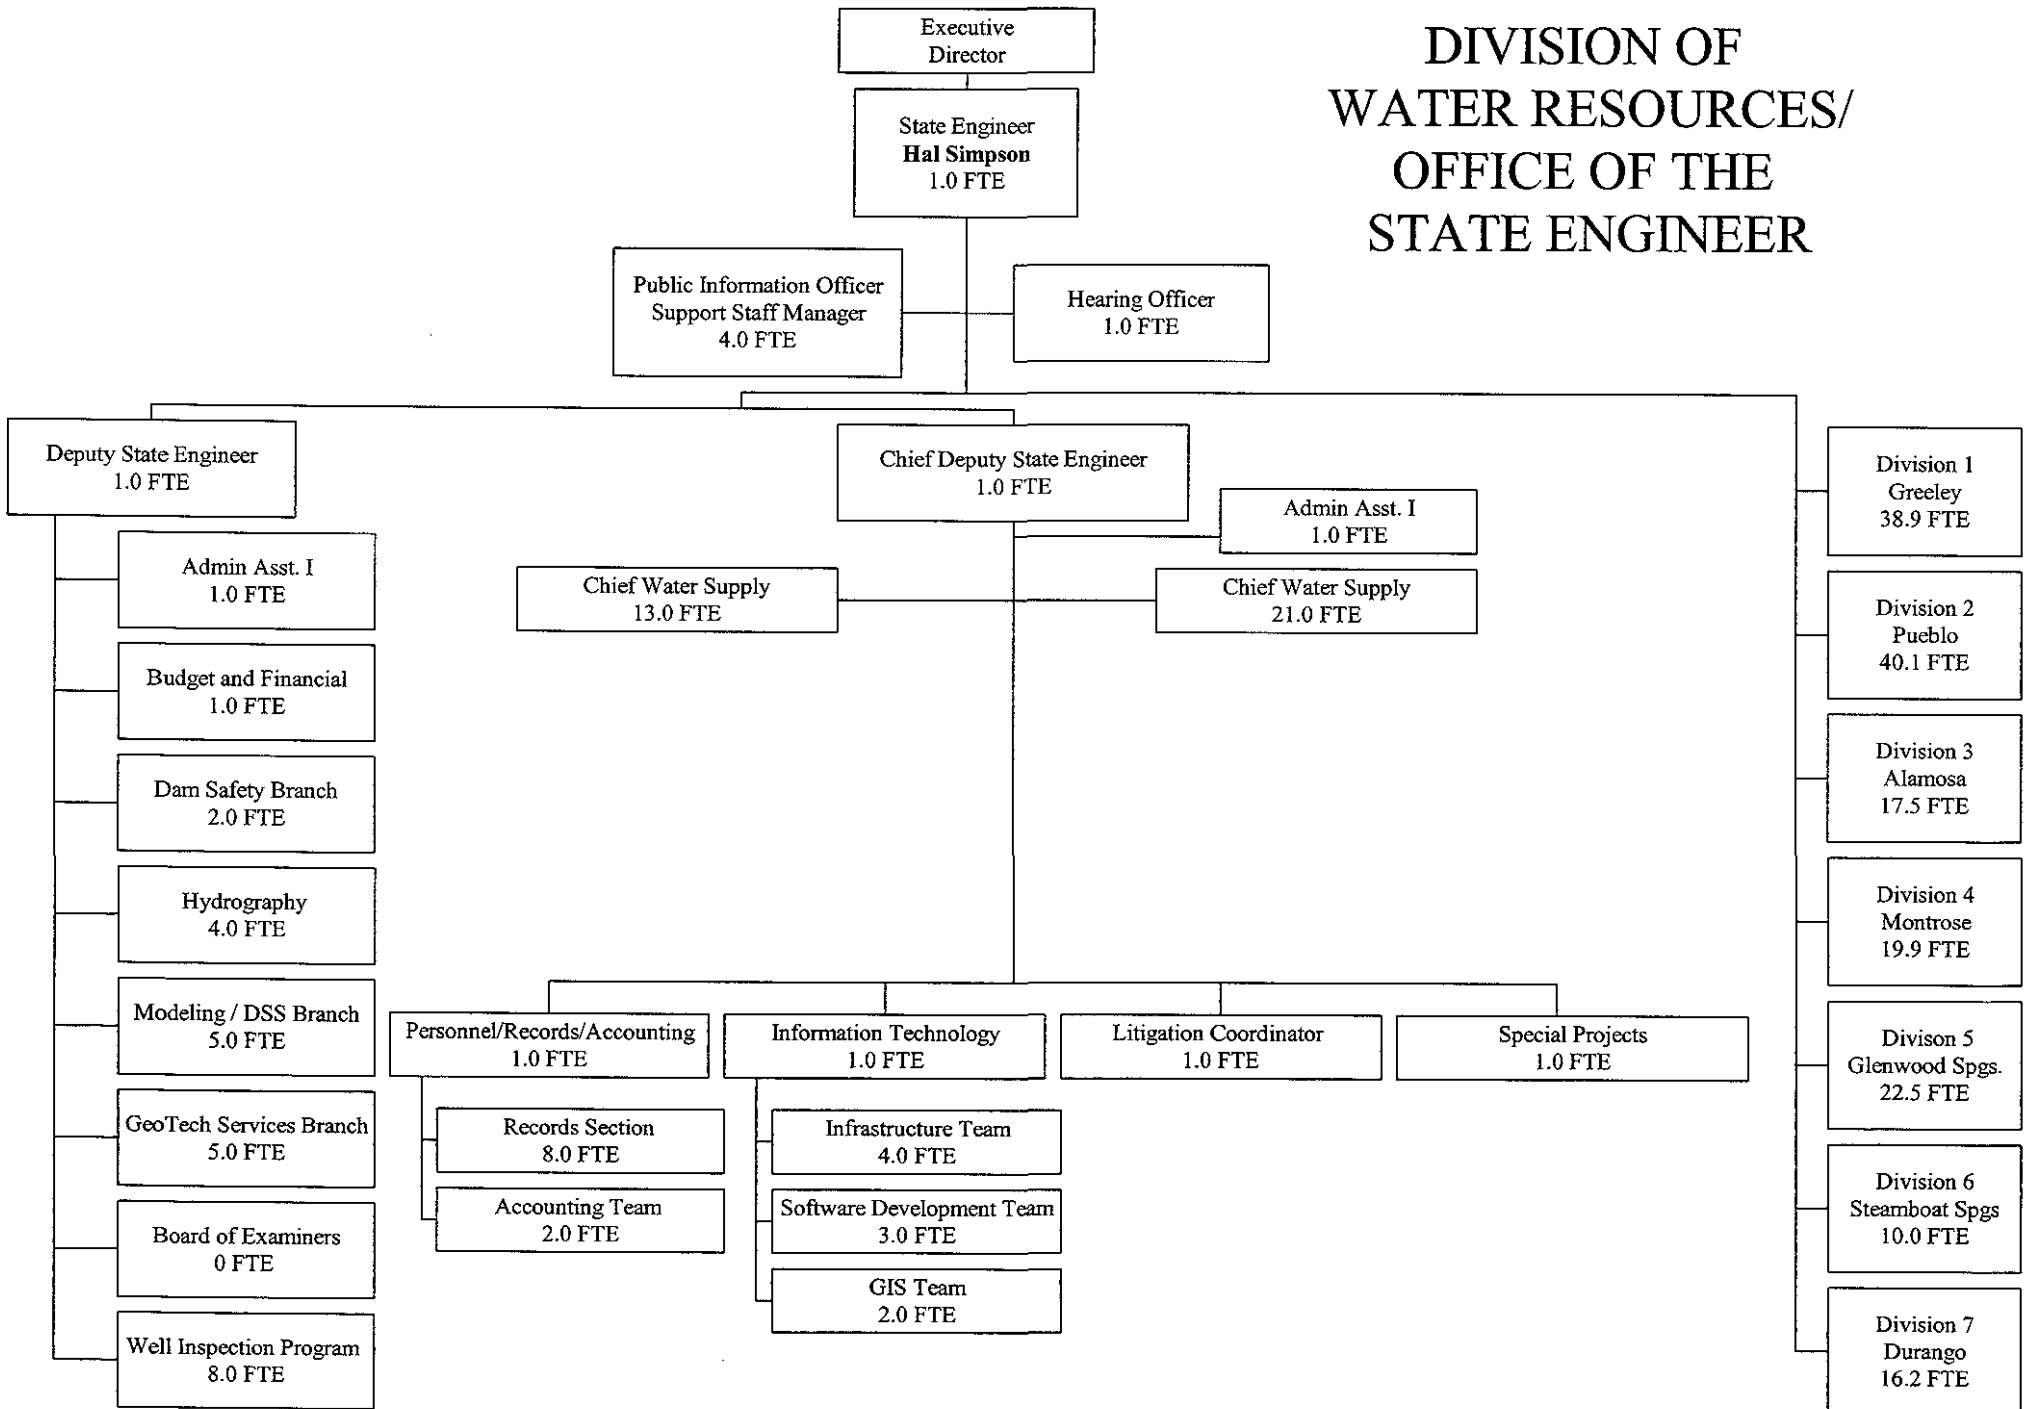 Executive
Director
DIVISION OF
WATER RESOURCES/
OFFICE OF THE
STATE ENGINEER
State Engineer
Hal Simpson
1.0 FTE
Public Information Officer
Support Staff Manager
4.0 FTE
Hearing Officer
1.0 FTE
Deputy State Engineer
1.0 FTE
Admin Asst. I
1.0 FTE
Budget and Financial
1.0 FTE
Dam Safety Branch
2.0 FTE
Hydrography
4.0 FTE
Modeling / DSS Branch
5.0 FTE
GeoTech Services Branch
5.0 FTE
Board of Examiners
0 FTE
Well Inspection Program
8.0 FTE
Chief Deputy State Engineer
1.0 FTE
Admin Asst. I
1.0 FTE
Chief Water Supply
13.0 FTE
Chief Water Supply
21.0 FTE
Personnel/Records/Accounting
1.0 FTE
Records Section
8.0 FTE
Accounting Team
2.0 FTE
Information Technology
1.0 FTE
Infrastructure Team
4.0 FTE
Software Development Team
3.0 FTE
GIS Team
2.0 FTE
Litigation Coordinator
1.0 FTE
Special Projects
1.0 FTE
Division 1
Greeley
38.9 FTE
Division 2
Pueblo
40.1 FTE
Division 3
Alamosa
17.5 FTE
Division 4
Montrose
19.9 FTE
Divison 5
Glenwood Spgs.
22.5 FTE
Division 6
Steamboat Spgs
10.0 FTE
Division 7
Durango
16.2 FTE